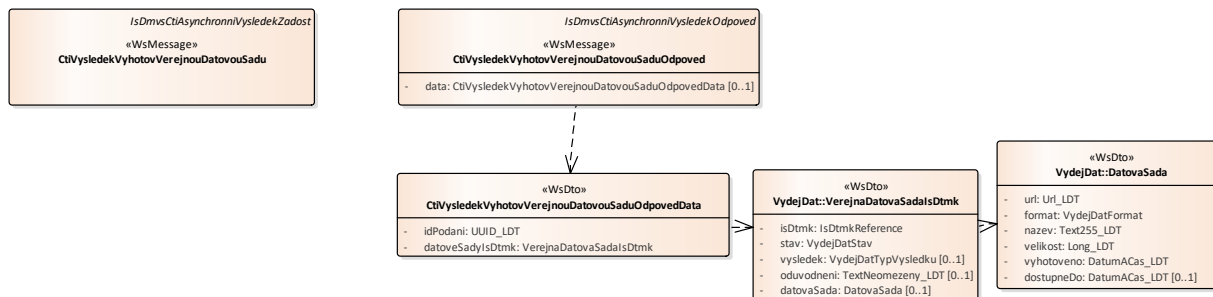 IsDmvsCtiAsynchronniVysledekZadost
«WsMessage»
CtiVysledekVyhotovVerejnouDatovouSadu
IsDmvsCtiAsynchronniVysledekOdpoved
«WsMessage»
CtiVysledekVyhotovVerejnouDatovouSaduOdpoved
- data: CtiVysledekVyhotovVerejnouDatovouSaduOdpovedData [0..1]
«WsDto»
CtiVysledekVyhotovVerejnouDatovouSaduOdpovedData
- idPodani: UUID_LDT
- datoveSadyIsDtmk: VerejnaDatovaSadaIsDtmk
«WsDto»
VydejDat::VerejnaDatovaSadaIsDtmk
- isDtmk: IsDtmkReference
- stav: VydejDatStav
- vysledek: VydejDatTypVysledku [0..1]
- oduvodneni: TextNeomezeny_LDT [0..1]
- datovaSada: DatovaSada [0..1]
«WsDto»
VydejDat::DatovaSada
- url: Url_LDT
- format: VydejDatFormat
- nazev: Text255_LDT
- velikost: Long_LDT
- vyhotoveno: DatumACas_LDT
- dostupneDo: DatumACas_LDT [0..1]